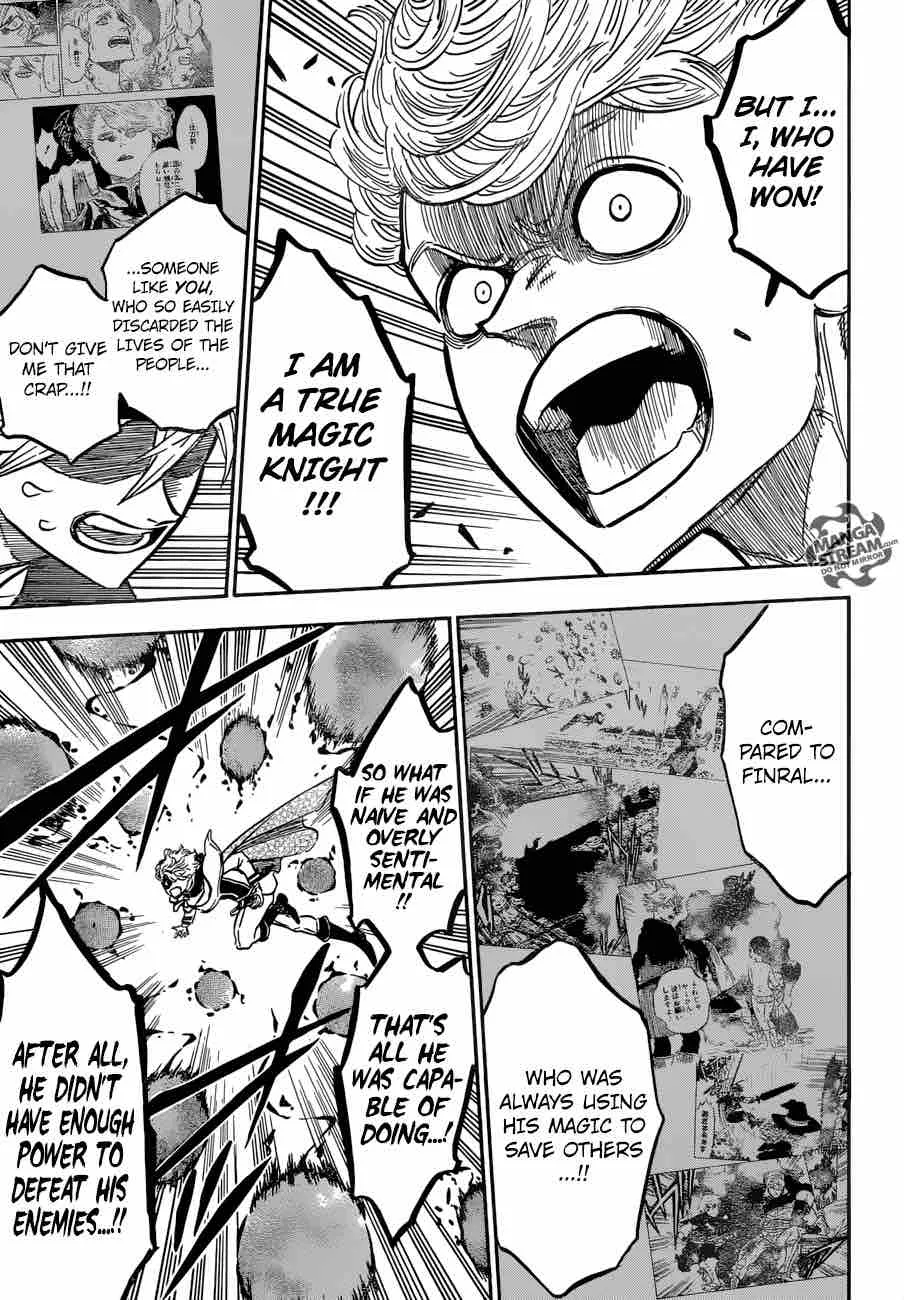 BUT I...
I, WHO
HAVE
WON!
I AM
A TRUE
MAGIC
KNIGHT
!!!
...SOMEONE
LIKE YOU,
WHO SO EASILY
DISCARDED THE
LIVES OF THE
PEOPLE...
DON'T GIVE
ME THAT
CRAP...!!
MANGA
STREAM.com
DO NOT MIRROR
COM-
PARED TO
FINRAL...
WHO WAS
ALWAYS USING
HIS MAGIC TO
SAVE OTHERS
...!!
SO WHAT
IF HE WAS
NAIVE AND
OVERLY
SENTI-
MENTAL
!!
THAT'S
ALL HE
WAS CAPA-
BLE OF
DOING...!
AFTER ALL,
HE DIDN'T
HAVE ENOUGH
POWER TO
DEFEAT HIS
ENEMIES...!!